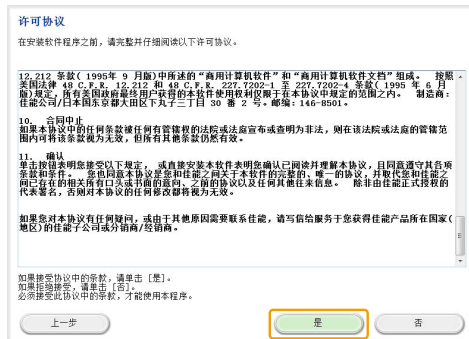 许可协议
在安装软件程序之前，请完整并仔细阅读以下许可协议。
12.212 条款( 1995年 9 月版)中所述的“商用计算机软件”和“商用计算机软件文档”组成。 按照
美国法律 48 C.F.R. 12.212 和 48 C.F.R. 227.7202-1 至 227.7202-4 条款( 1995 年 6 月
版)规定，所有美国政府最终用户获得的本软件使用权利仅限于在本协议中规定的范围之内。 制造商：
佳能公司/日本国东京都大田区下丸子三丁目 30 番 2 号。邮编：146-8501。
10. 合同中止
如果本协议中的任何条款被任何有管辖权的法院或法庭宣布或查明为非法，则在该法院或法庭的管辖范
围内可将该条款视为无效，但所有其他条款仍然有效。
11. 确认
单击按钮表明您接受以下规定， 或直接安装本软件表明您确认已阅读并理解本协议，且同意遵守其各项
条款和条件。 您也同意本协议是您和佳能之间关于本软件的完整的、唯一的协议，并取代您和佳能之
间已存在的相关所有口头或书面的意向、之前的协议以及任何其他往来信息。 除非由佳能正式授权的
代表签名，否则对本协议的任何修改都将视为无效。
如果您对本协议有任何疑问，或由于其他原因需要联系佳能，请写信给服务于您获得佳能产品所在国家(
地区)的佳能子公司或分销商/经销商。
如果接受协议中的条款，请单击 [是]。
如果拒绝接受，请单击 [否]。
必须接受此协议中的条款，才能使用本程序。
上一步
是
否